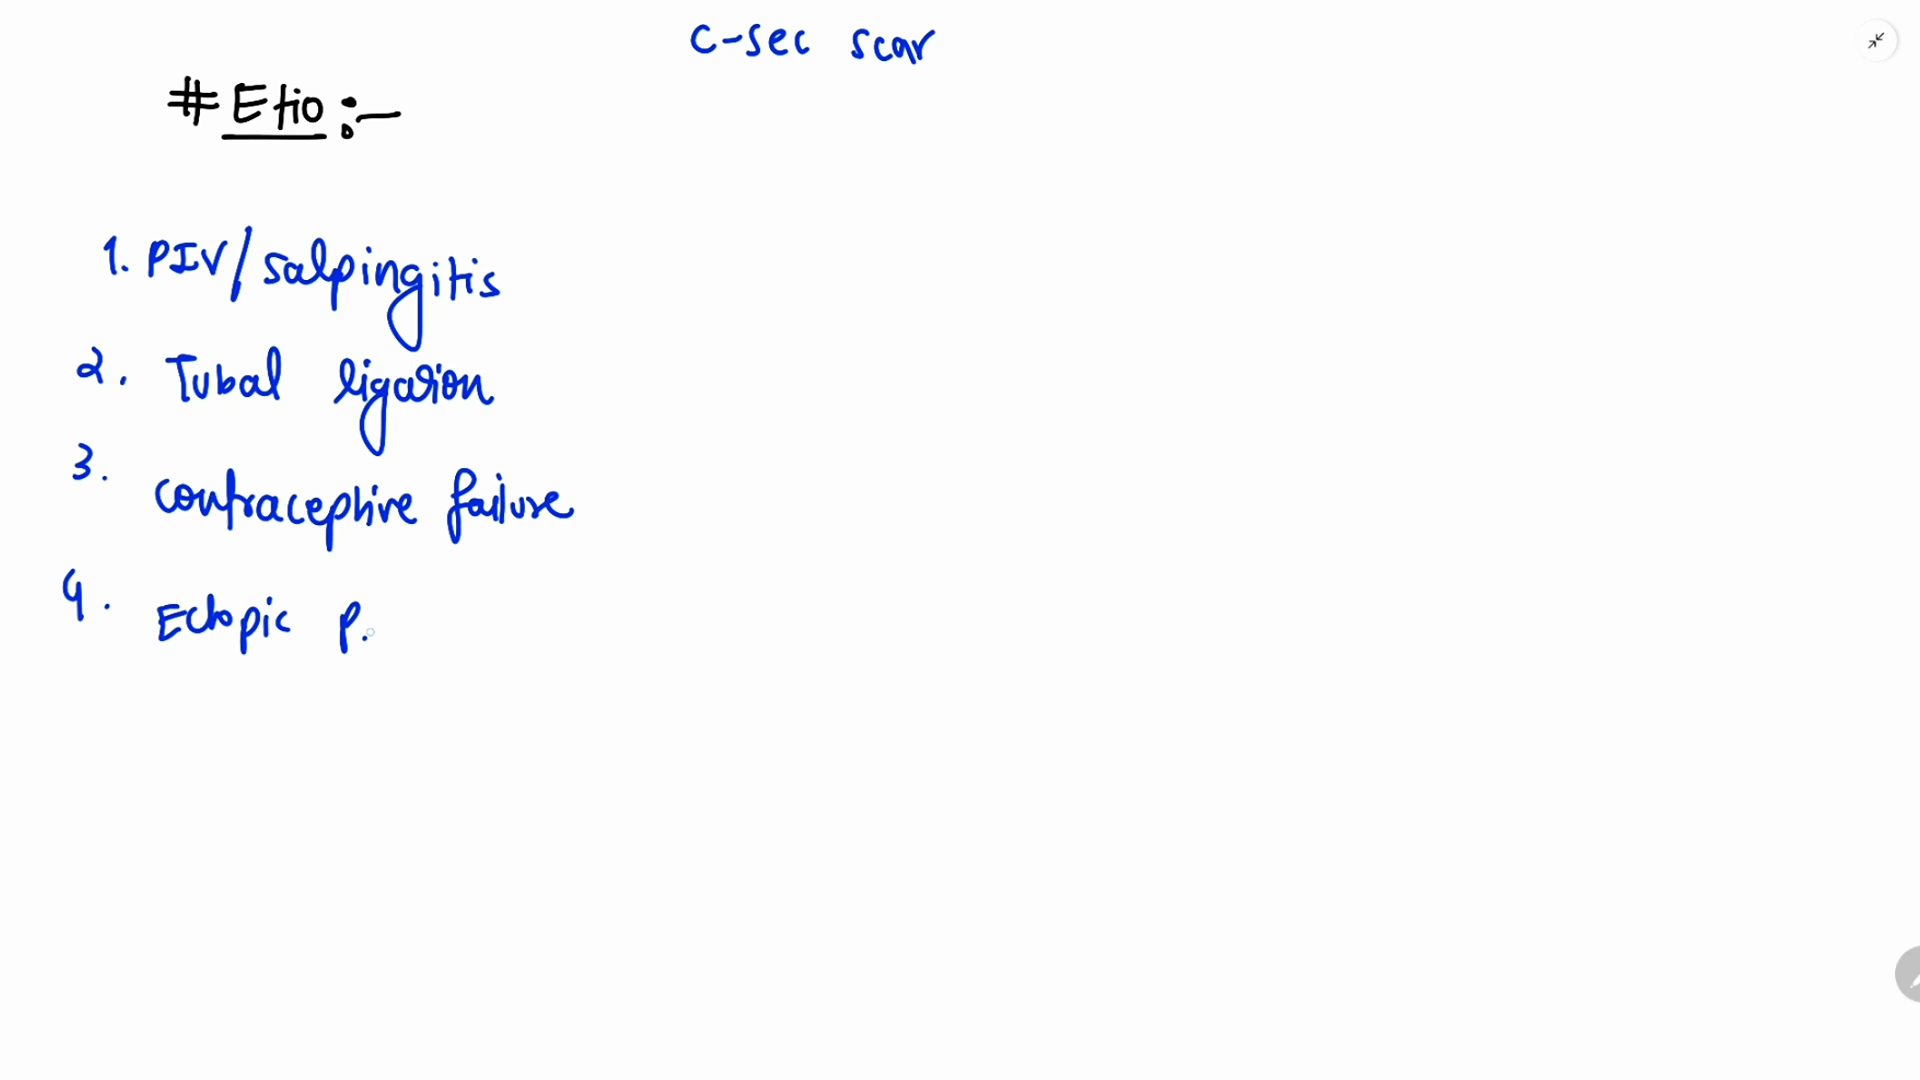 c-sec scar
# Etio :-
1. PIV/salpingitis
2. Tubal ligation
3. contraceptive failure
4. Ectopic p.